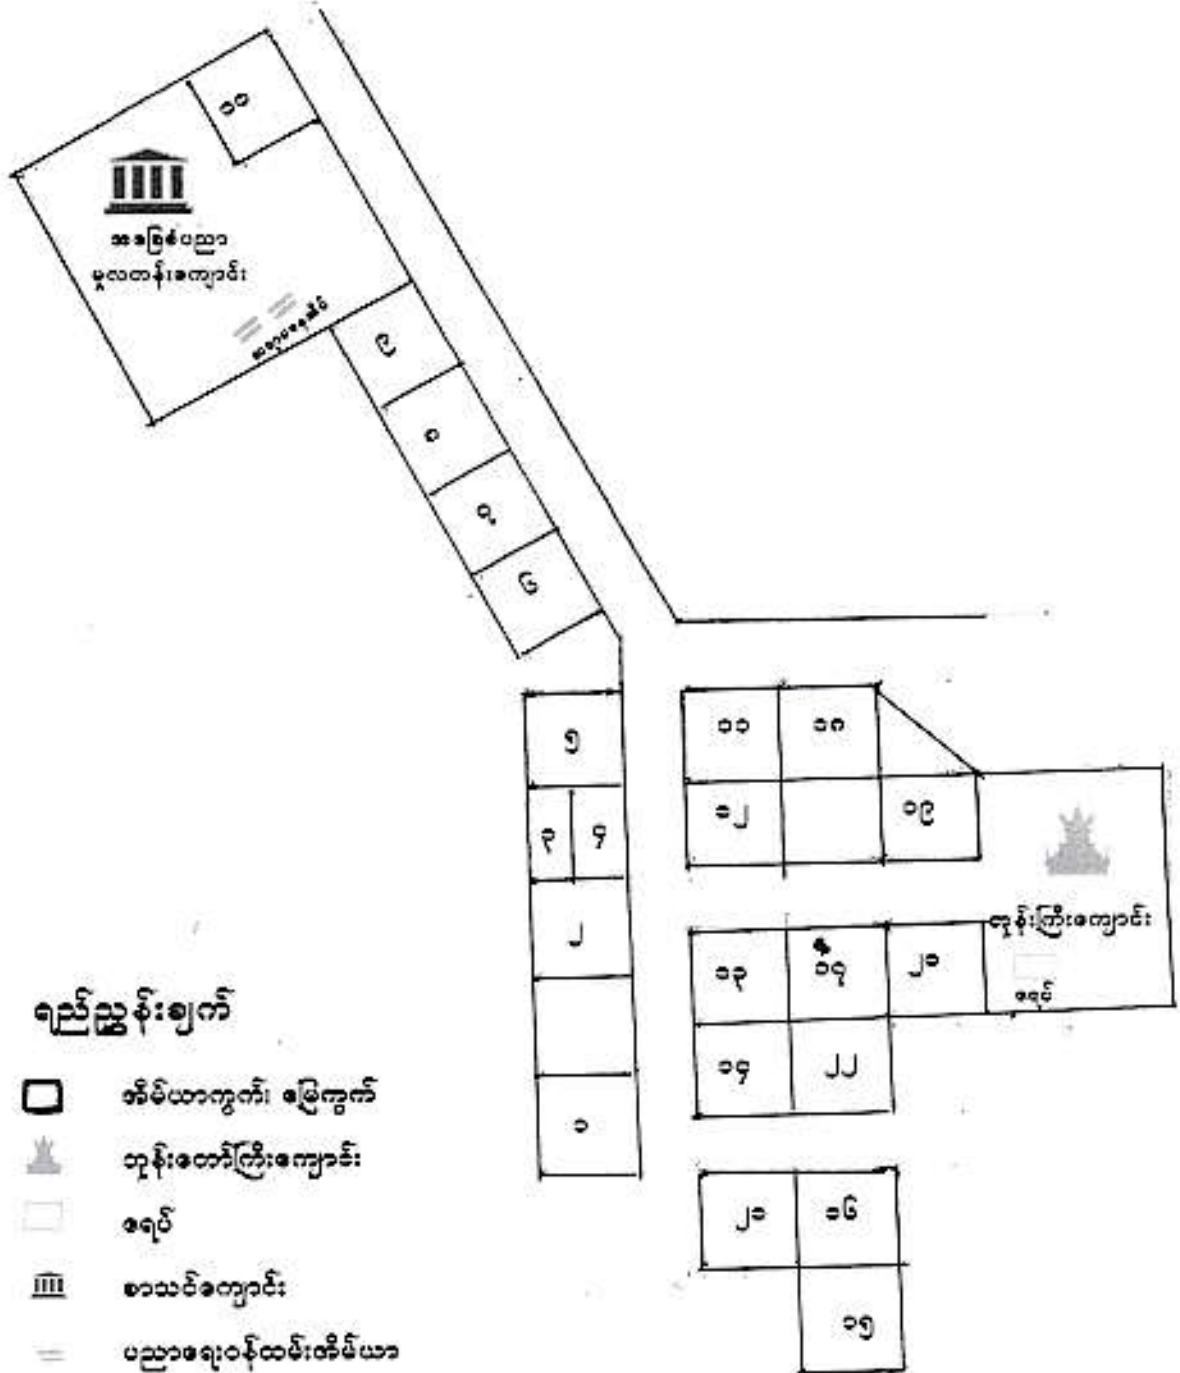 ၁၀
အခြေခံပညာ
မူလတန်းကျောင်း
၉
၈
၇
၆
၅
၃ ၄
၂
၁
၁၁ ၁၈
၁၂ ၁၉
ဘုန်းကြီးကျောင်း
ရေပ်
၁၃ ၁၇ ၂၁
၁၄ ၂၂
၂၁ ၁၆
၁၅
ရည်ညွှန်းချက်
အိမ်ယာကွက်၊ မြေကွက်
ဘုန်းတော်ကြီးကျောင်း
ရေပ်
စာသင်ကျောင်း
ပညာရေးဝန်ထမ်းအိမ်ယာ